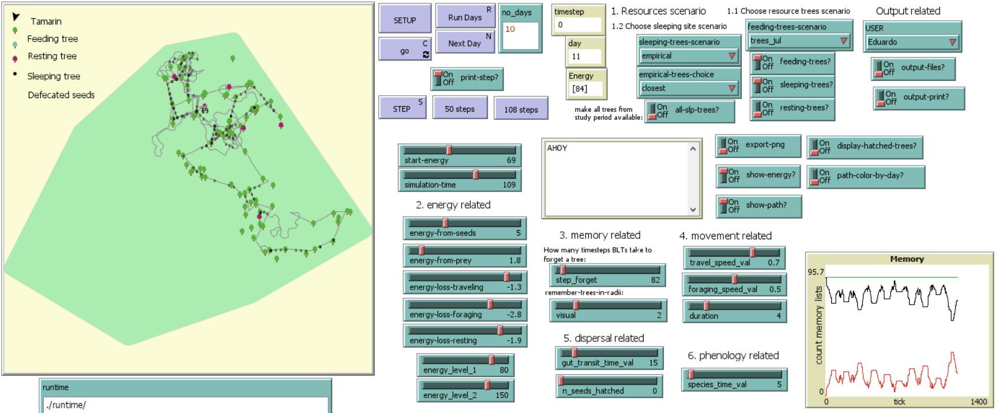 Tamarin
Feeding tree
Resting tree
Sleeping tree
Defecated seeds
69
SETUP
Run Days
R
no_days
10
go
C
Next Day
N
On
Off
print-step?
STEP
S
50 steps
108 steps
timestep
0
day
11
Energy
[84]
1. Resources scenario
1.1 Choose resource trees scenario
Output related
1.2 Choose sleeping site scenario
sleeping-trees-scenario
empirical
empirical-trees-choice
closest
make all trees from
study period available:
On
Off
all-slp-trees?
feeding-trees-scenario
trees_jul
On
Off
feeding-trees?
On
Off
sleeping-trees?
On
Off
resting-trees?
USER
Eduardo
On
Off
output-files?
On
Off
output-print?
start-energy 69
simulation-time 109
AHOY
On
Off
export-png
On
Off
display-hatched-trees?
On
Off
show-energy?
On
Off
path-color-by-day?
On
Off
show-path?
2. energy related
energy-from-seeds 5
energy-from-prey 1.8
energy-loss-traveling -1.3
energy-loss-foraging -2.8
energy-loss-resting -1.9
energy_level_1 80
energy_level_2 150
3. memory related
How many timesteps BLTs take to
forget a tree:
step_forget 82
remember-trees-in-radii:
visual 2
4. movement related
travel_speed_val 0.7
foraging_speed_val 0.5
duration 4
5. dispersal related
gut_transit_time_val 15
n_seeds_hatched 0
6. phenology related
species_time_val 5
Memory
95.7
count memory lists
0
0
tick
1400
runtime
./runtime/